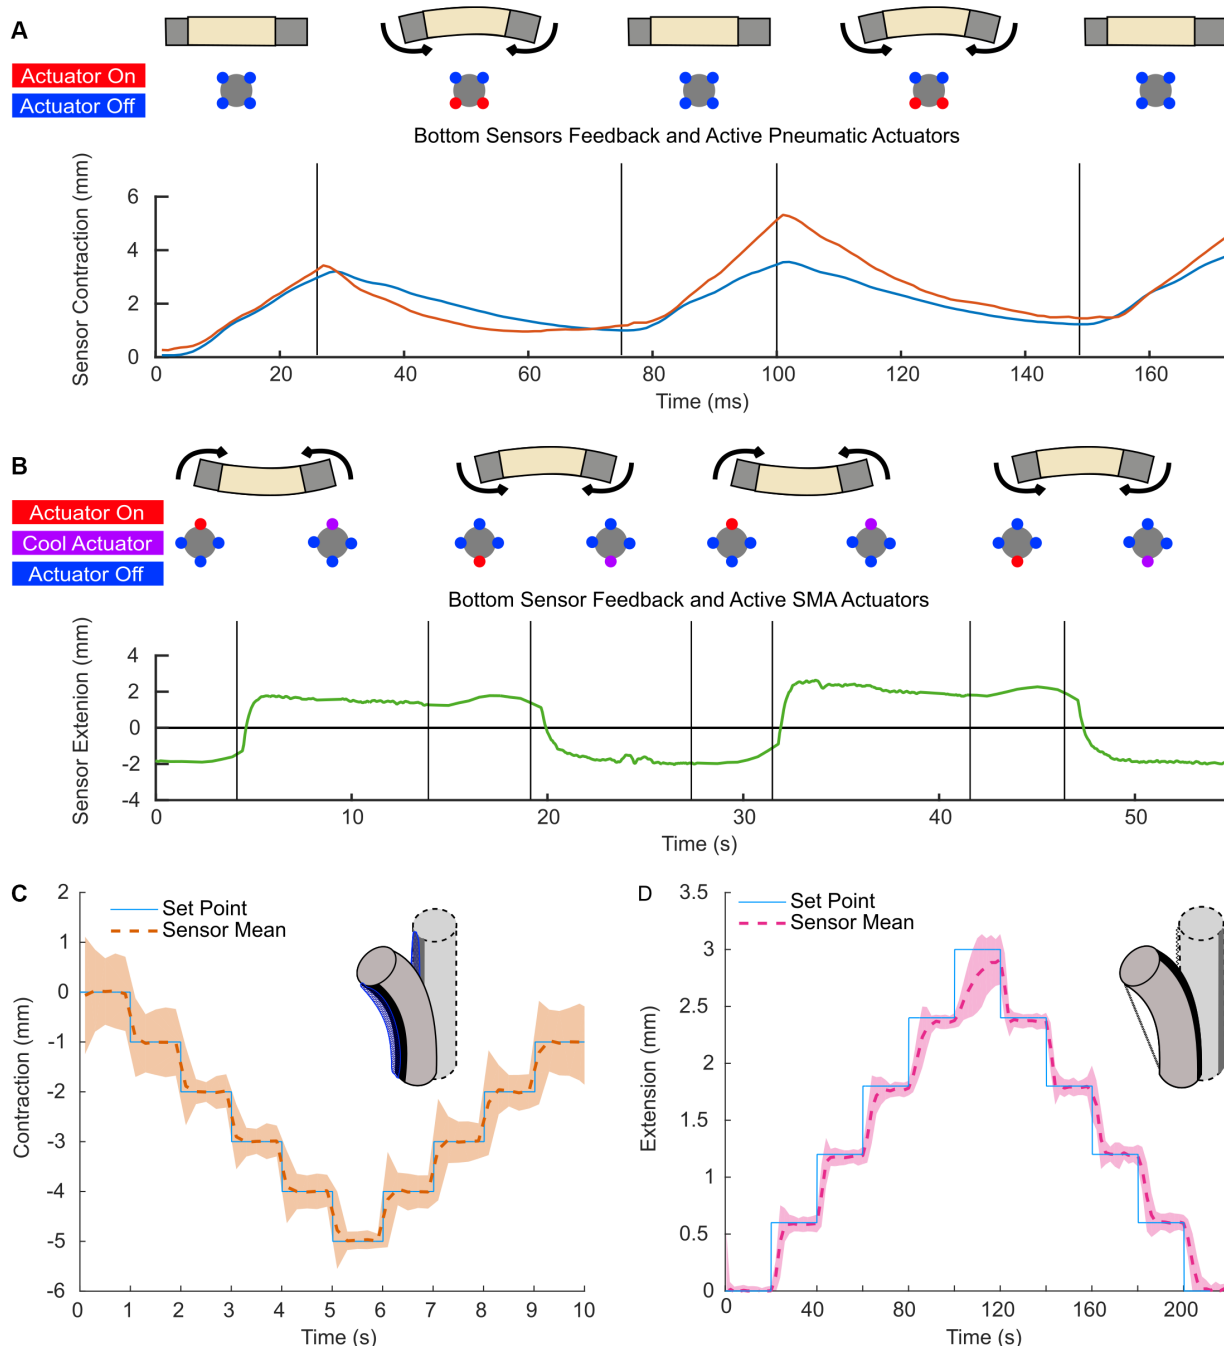 A
Actuator On
Actuator Off
Bottom Sensors Feedback and Active Pneumatic Actuators
Sensor Contraction (mm)
6
4
2
0
0 20 40 60 80 100 120 140 160
Time (ms)
B
Actuator On
Cool Actuator
Actuator Off
Bottom Sensor Feedback and Active SMA Actuators
Sensor Extenion (mm)
4
2
0
-2
-4
0 10 20 30 40 50
Time (s)
C
Set Point
Sensor Mean
Contraction (mm)
2
1
0
-1
-2
-3
-4
-5
-6
0 1 2 3 4 5 6 7 8 9 10
Time (s)
D
Set Point
Sensor Mean
Extension (mm)
3.5
3
2.5
2
1.5
1
0.5
0
0 40 80 120 160 200
Time (s)